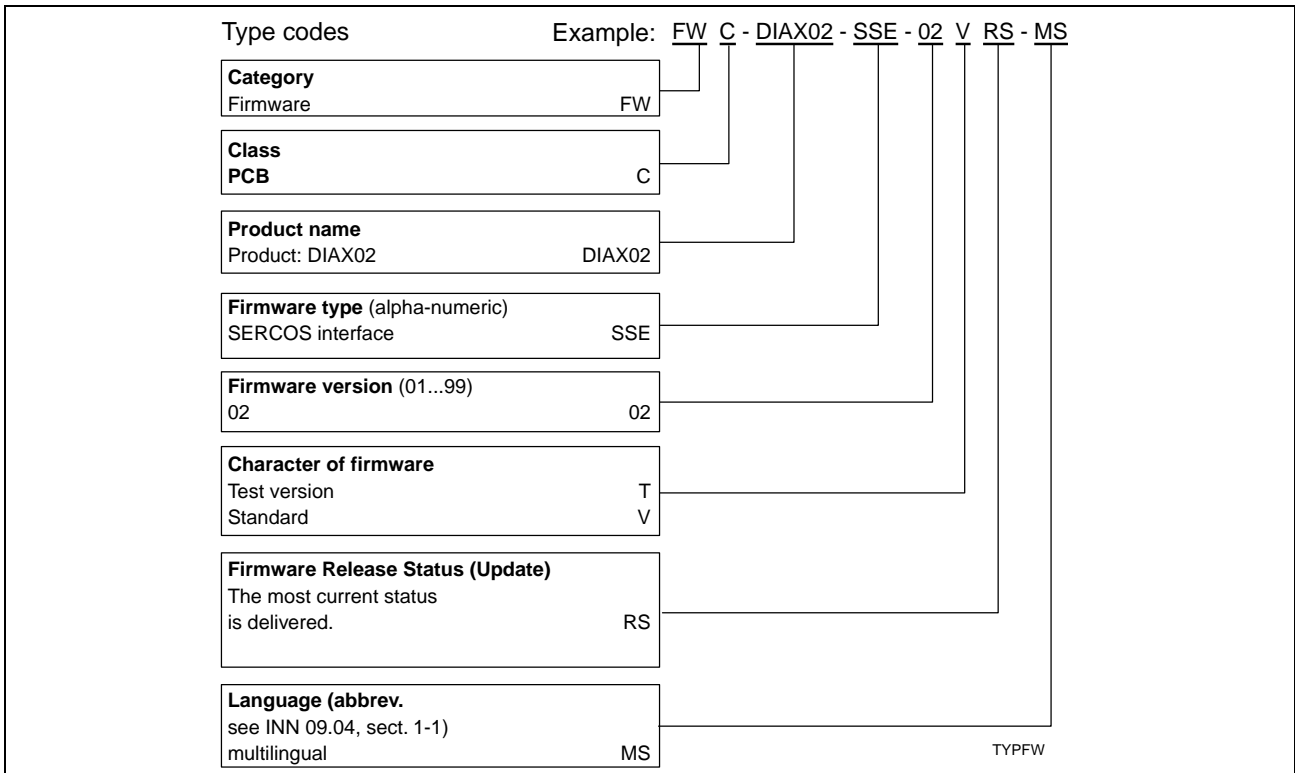 Type codes Example: FW C - DIAX02 - SSE - 02 V RS - MS
Category
Firmware FW
Class
PCB C
Product name
Product: DIAX02 DIAX02
Firmware type (alpha-numeric)
SERCOS interface SSE
Firmware version (01...99)
02 02
Character of firmware
Test version T
Standard V
Firmware Release Status (Update)
The most current status
is delivered. RS
Language (abbrev.
see INN 09.04, sect. 1-1)
multilingual MS
TYPFW